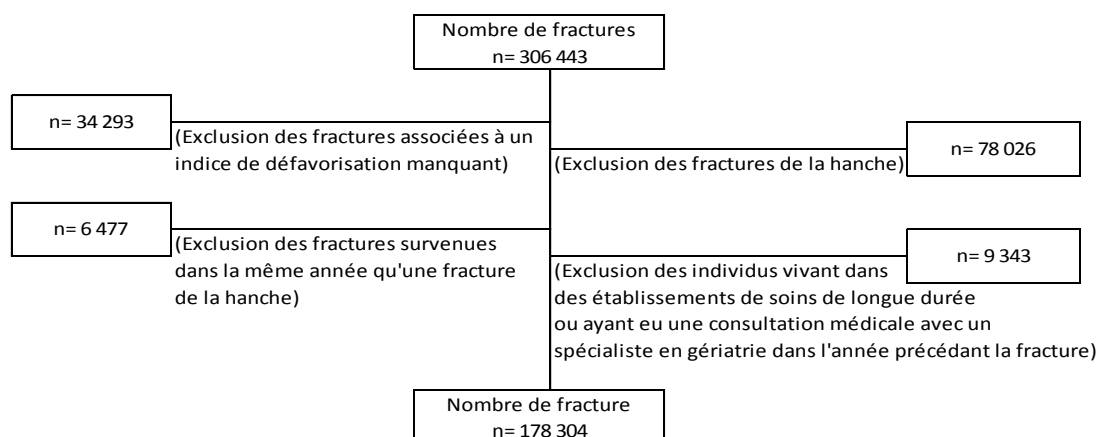 Nombre de fractures
n= 306 443
n= 34 293
(Exclusion des fractures associées à un
indice de défavorisation manquant)
(Exclusion des fractures de la hanche)
n= 78 026
n= 6 477
(Exclusion des fractures survenues
dans la même année qu'une fracture
de la hanche)
n= 9 343
(Exclusion des individus vivant dans
des établissements de soins de longue durée
ou ayant eu une consultation médicale avec un
spécialiste en gériatrie dans l'année précédant la fracture)
Nombre de fracture
n= 178 304